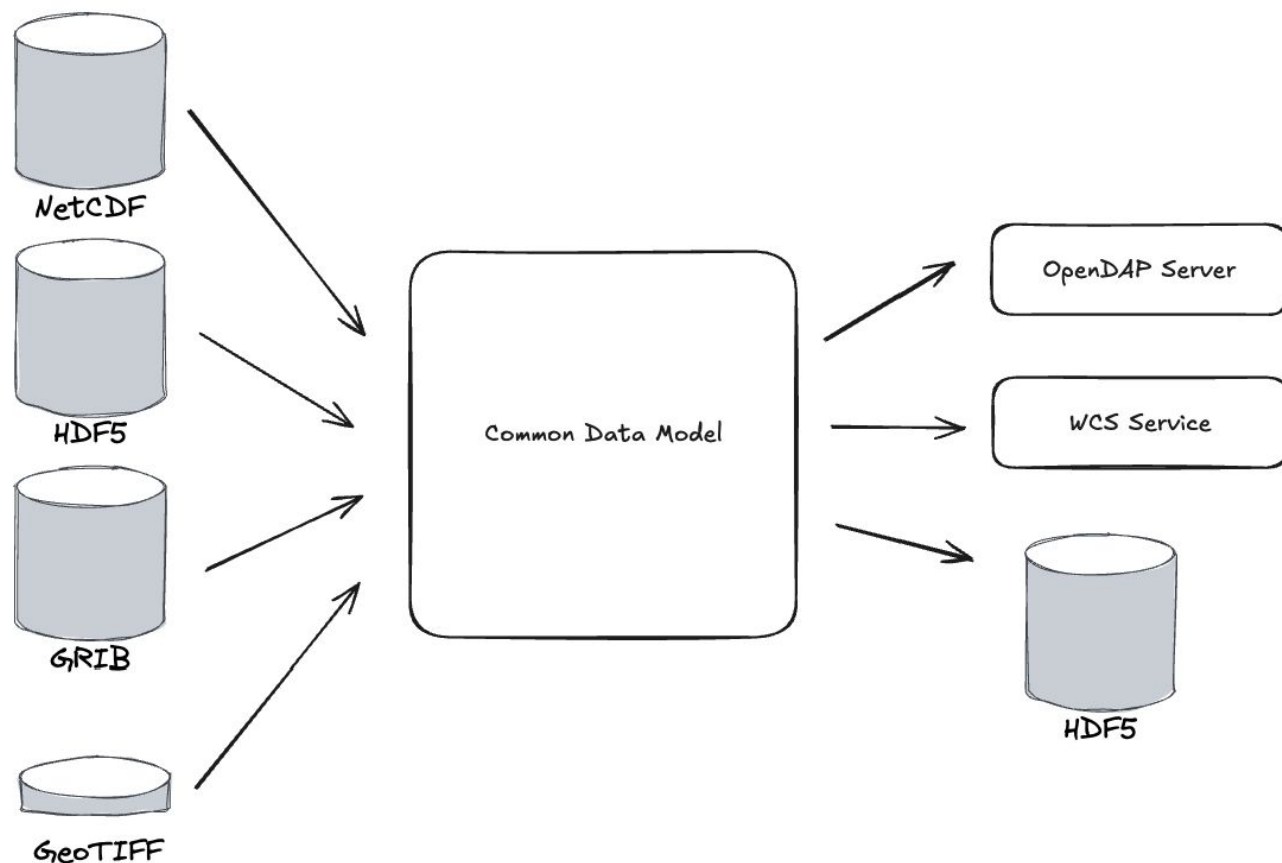 NetCDF
HDF5
GRIB
GeoTIFF
Common Data Model
OpenDAP Server
WCS Service
HDF5